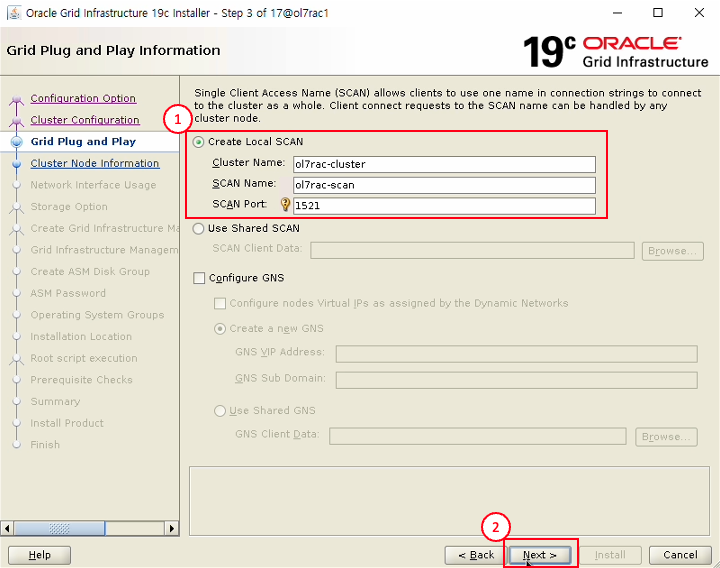 Oracle Grid Infrastructure 19c Installer - Step 3 of 17@ol7rac1
Grid Plug and Play Information
19c ORACLE
Grid Infrastructure
Configuration Option
Cluster Configuration
Grid Plug and Play
Cluster Node Information
Network Interface Usage
Storage Option
Create Grid Infrastructure Ma
Grid Infrastructure Managem
Create ASM Disk Group
ASM Password
Operating System Groups
Installation Location
Root script execution
Prerequisite Checks
Summary
Install Product
Finish
Single Client Access Name (SCAN) allows clients to use one name in connection strings to connect
to the cluster as a whole. Client connect requests to the SCAN name can be handled by any
cluster node.
1
Create Local SCAN
Cluster Name: ol7rac-cluster
SCAN Name: ol7rac-scan
SCAN Port: 1521
Use Shared SCAN
SCAN Client Data: Browse...
Configure GNS
Configure nodes Virtual IPs as assigned by the Dynamic Networks
Create a new GNS
GNS VIP Address:
GNS Sub Domain:
Use Shared GNS
GNS Client Data: Browse...
2
Help
< Back
Next >
Install
Cancel